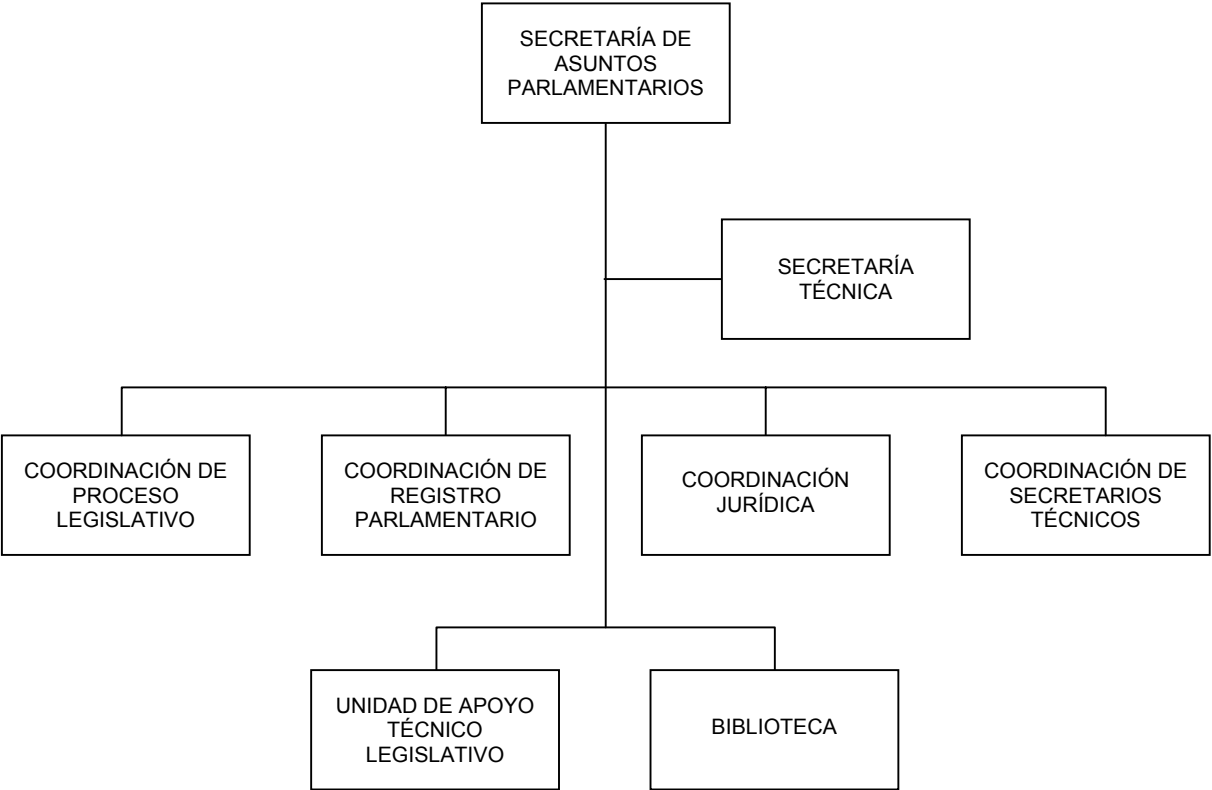 SECRETARÍA DE
ASUNTOS
PARLAMENTARIOS
SECRETARÍA
TÉCNICA
COORDINACIÓN DE
PROCESO
LEGISLATIVO
COORDINACIÓN DE
REGISTRO
PARLAMENTARIO
COORDINACIÓN
JURÍDICA
COORDINACIÓN DE
SECRETARIOS
TÉCNICOS
UNIDAD DE APOYO
TÉCNICO
LEGISLATIVO
BIBLIOTECA